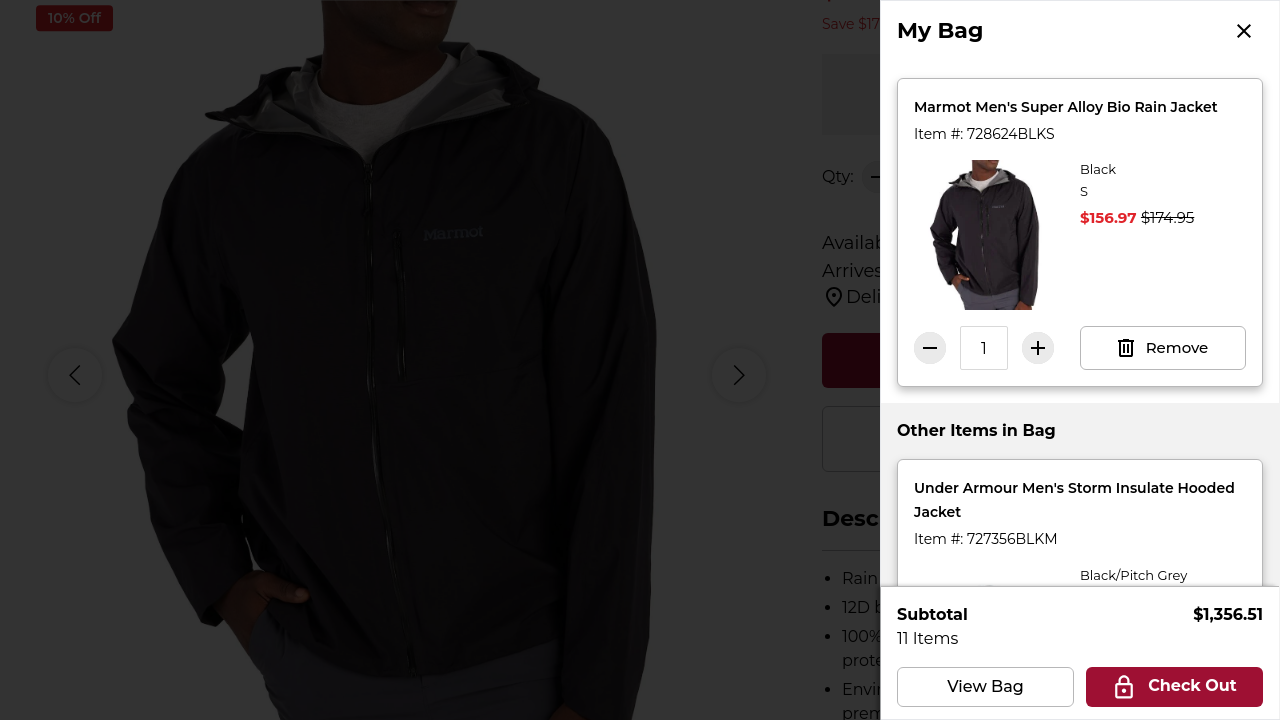 10% Off
Marmot
Save $17
Qty:
Availab
Arrives
Deli
Desc
Rain
12D b
100%
prote
Envir
prem
My Bag
Marmot Men's Super Alloy Bio Rain Jacket
Item #: 728624BLKS
Black
S
$156.97 $174.95
1
Remove
Other Items in Bag
Under Armour Men's Storm Insulate Hooded
Jacket
Item #: 727356BLKM
Black/Pitch Grey
Subtotal $1,356.51
11 Items
View Bag
Check Out